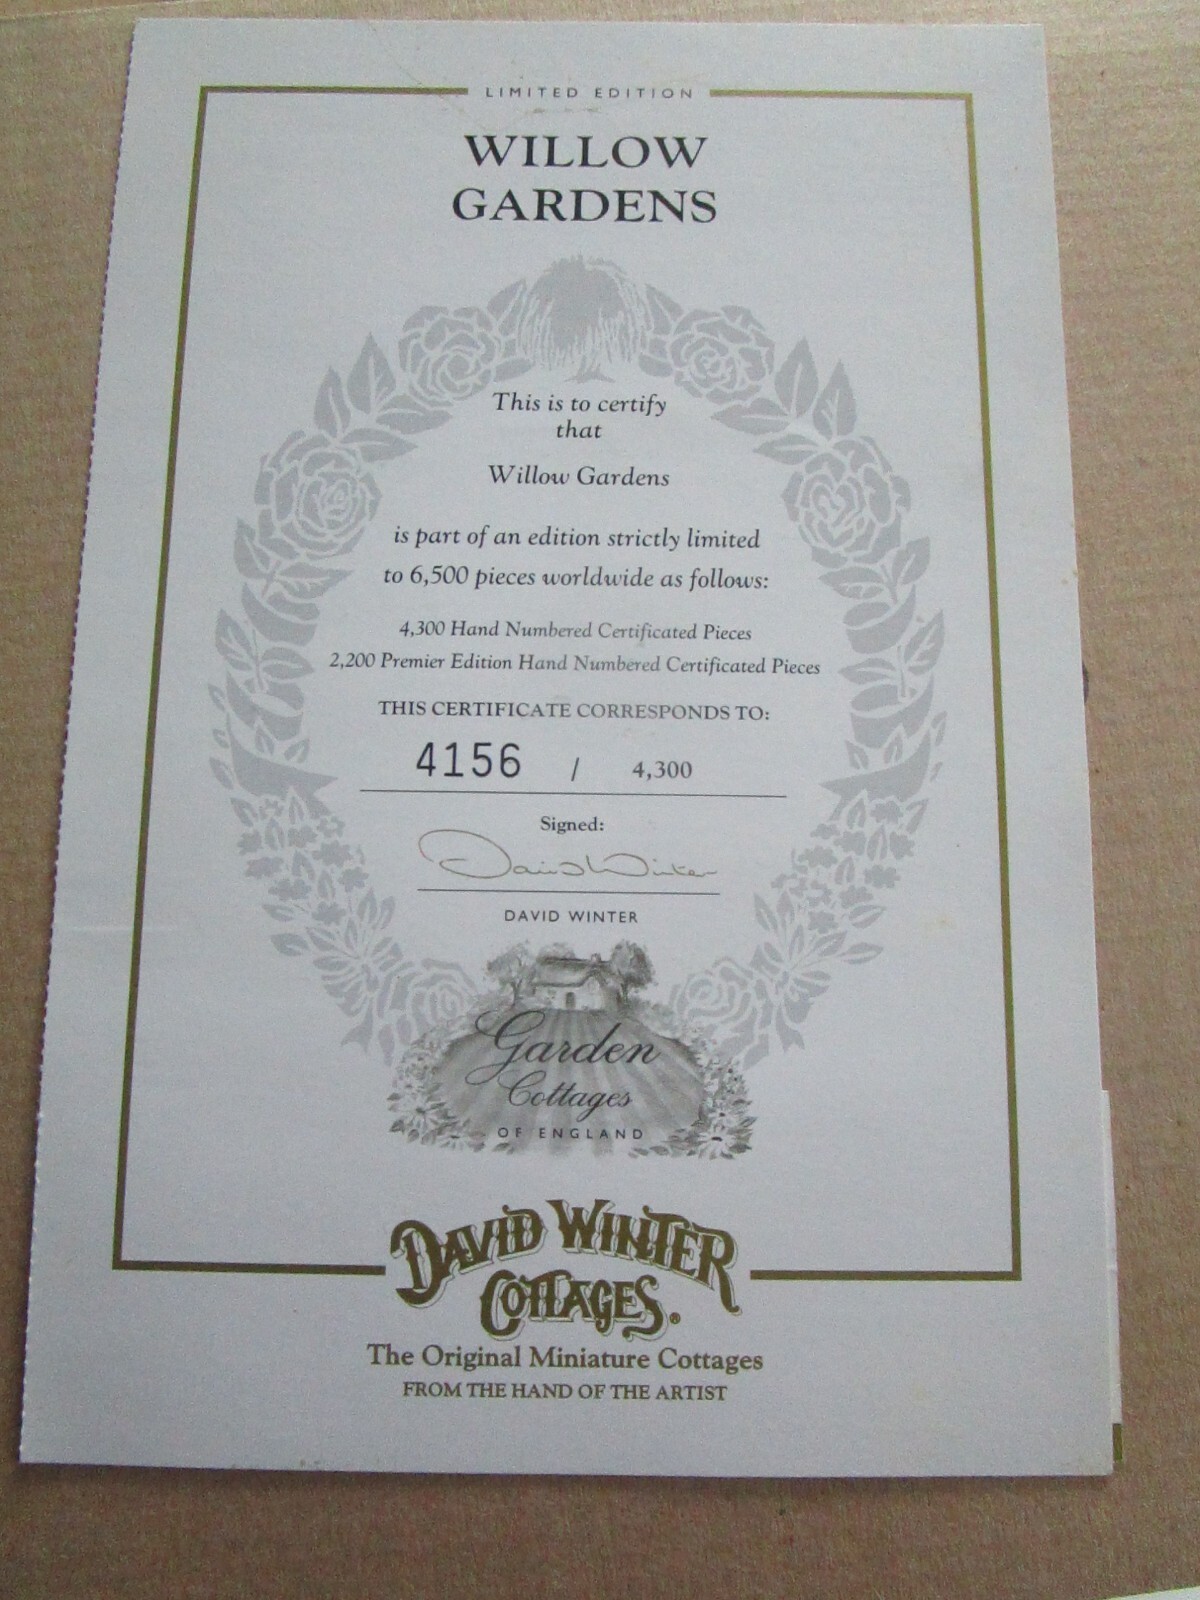 LIMITED EDITION
WILLOW
GARDENS
This is to certify
that
Willow Gardens
is part of an edition strictly limited
to 6,500 pieces worldwide as follows:
4,300 Hand Numbered Certificated Pieces
2,200 Premier Edition Hand Numbered Certificated Pieces
THIS CERTIFICATE CORRESPONDS TO:
4156 / 4,300
Signed:
David Winter
DAVID WINTER
Garden
Cottages
OF ENGLAND
DAVID WINTER
COTTAGES®
The Original Miniature Cottages
FROM THE HAND OF THE ARTIST